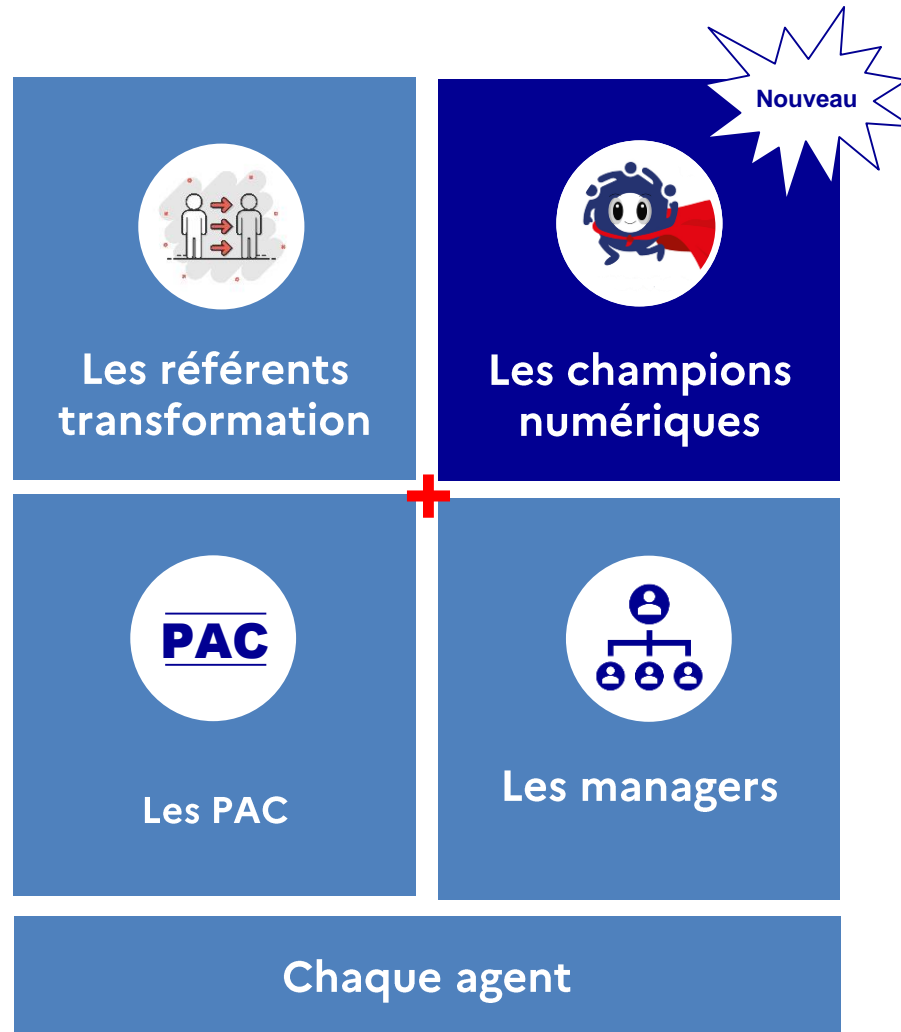 Nouveau
Les référents
transformation
Les champions
numériques
PAC
Les PAC
Les managers
Chaque agent